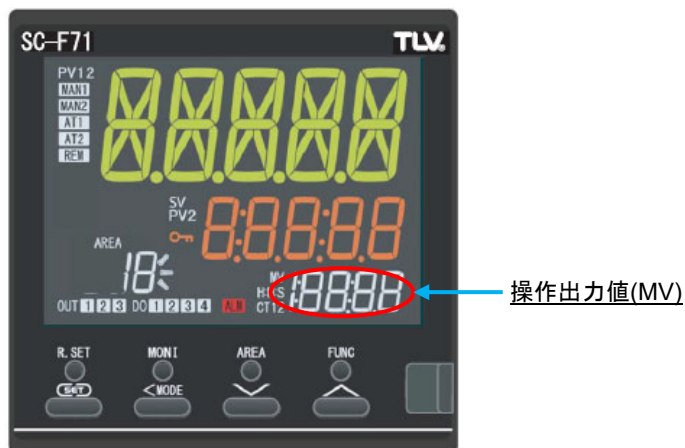 SC-F71
TLV®
PV12
MAN1
MAN2
AT1
AT2
REM
SV
PV2
AREA
18
MV
OUT 1 2 3 DO 1 2 3 4 ALM CT12
操作出力値(MV)
R.SET MONI AREA FUNC
SET <MODE